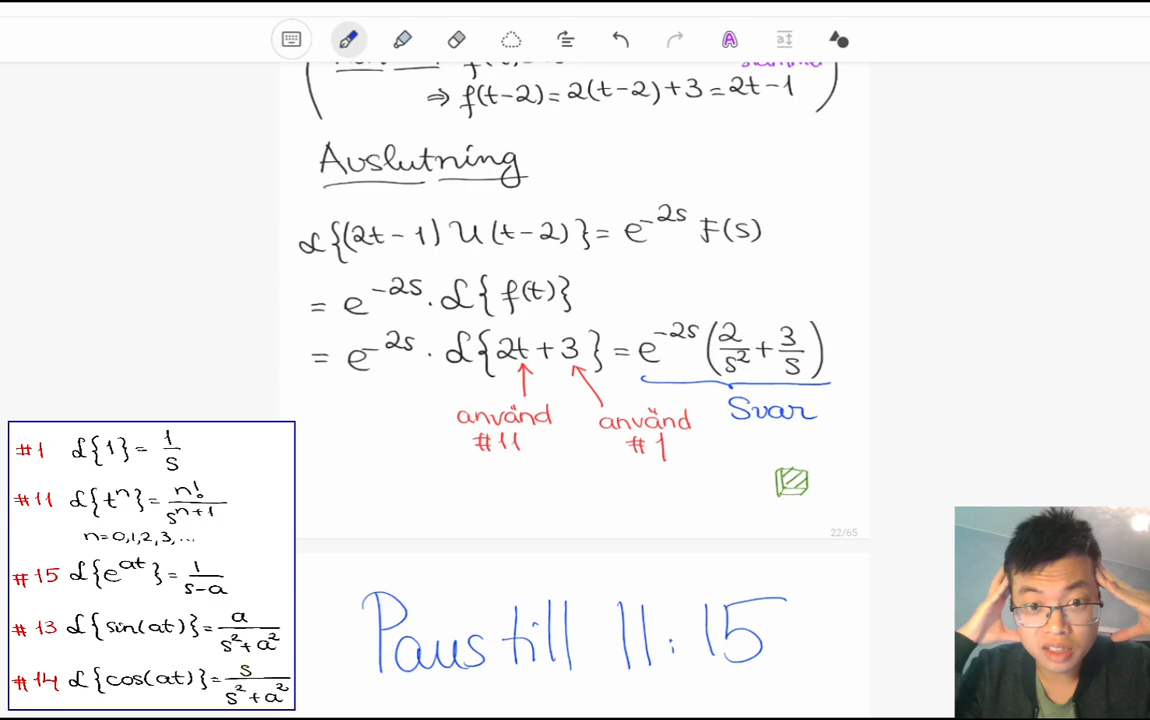 ⇒ f(t-2) = 2(t-2)+3 = 2t-1
Avslutning
ℒ{(2t-1) U(t-2)} = e^{-2s} F(s)
= e^{-2s} · ℒ{f(t)}
= e^{-2s} · ℒ{2t+3} = e^{-2s} (2/s² + 3/s)
använd #11
använd #1
Svar
22/65
Paus till 11:15
#1 ℒ{1} = 1/s
#11 ℒ{tⁿ} = n!/s^{n+1}
n=0,1,2,3,...
#15 ℒ{e^{at}} = 1/(s-a)
#13 ℒ{sin(at)} = a/(s²+a²)
#14 ℒ{cos(at)} = s/(s²+a²)